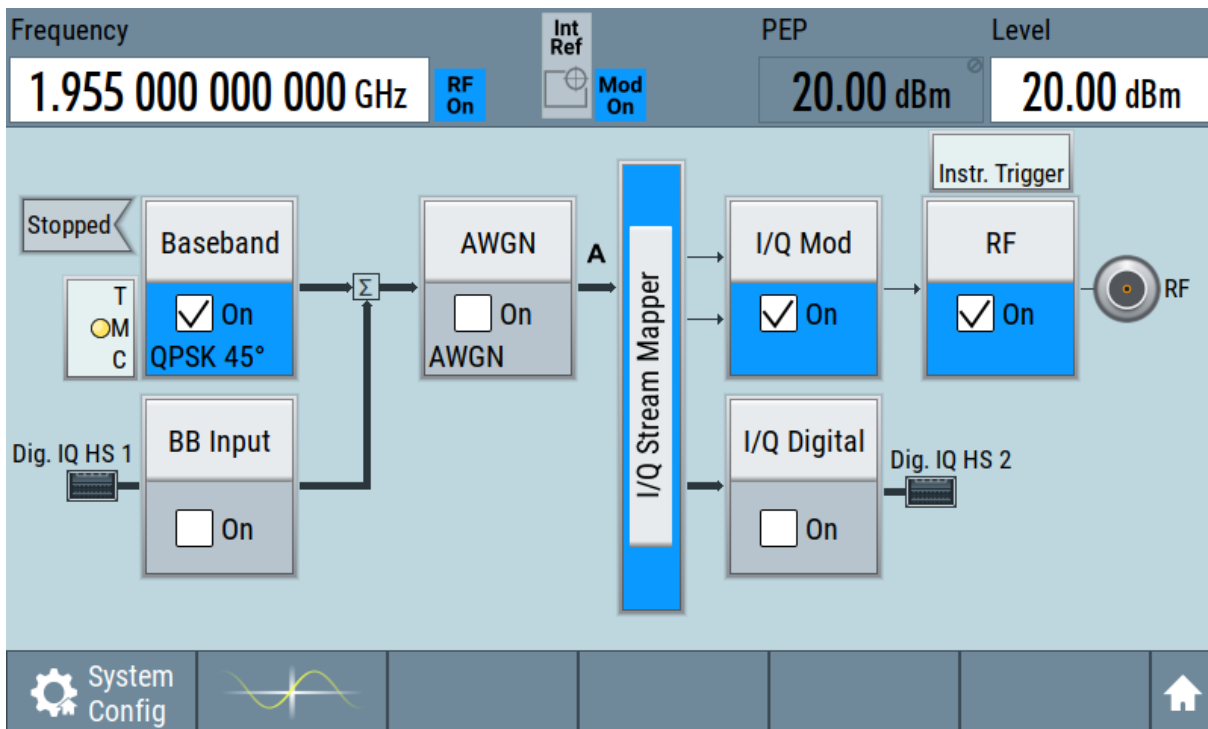 Frequency
Int
Ref
PEP
Level
1.955 000 000 000 GHz
RF
On
Mod
On
20.00 dBm
20.00 dBm
Instr. Trigger
Stopped
Baseband
On
QPSK 45°
T
M
C
Σ
AWGN
On
AWGN
A
I/Q Stream Mapper
I/Q Mod
On
RF
On
RF
Dig. IQ HS 1
BB Input
On
I/Q Digital
On
Dig. IQ HS 2
System
Config